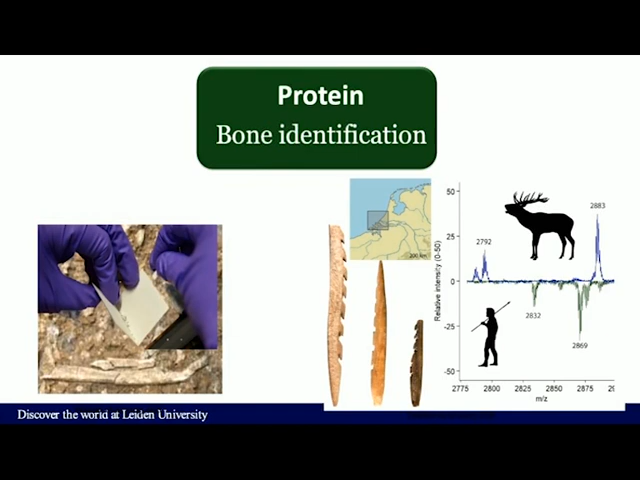 Protein
Bone identification
200 km
Relative intensity (0-50)
50
25
0
-25
-50
2792
2883
2832
2869
2775 2800 2825 2850 2875
m/z
Discover the world at Leiden University